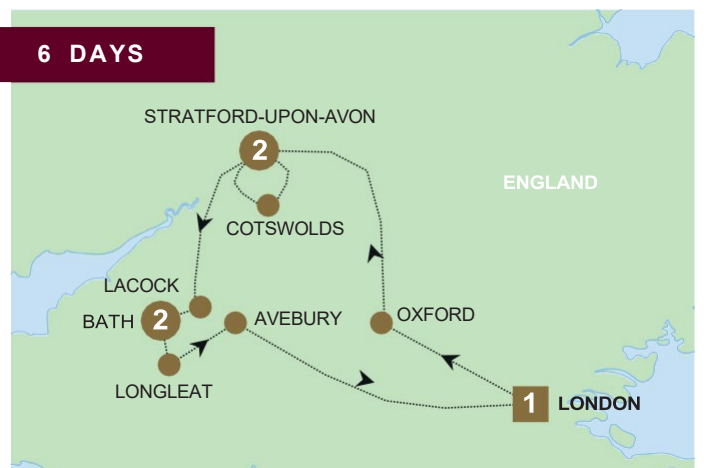 6 DAYS
STRATFORD-UPON-AVON
2
ENGLAND
COTSWOLDS
LACOCK
BATH 2
AVEBURY
OXFORD
LONGLEAT
1 LONDON